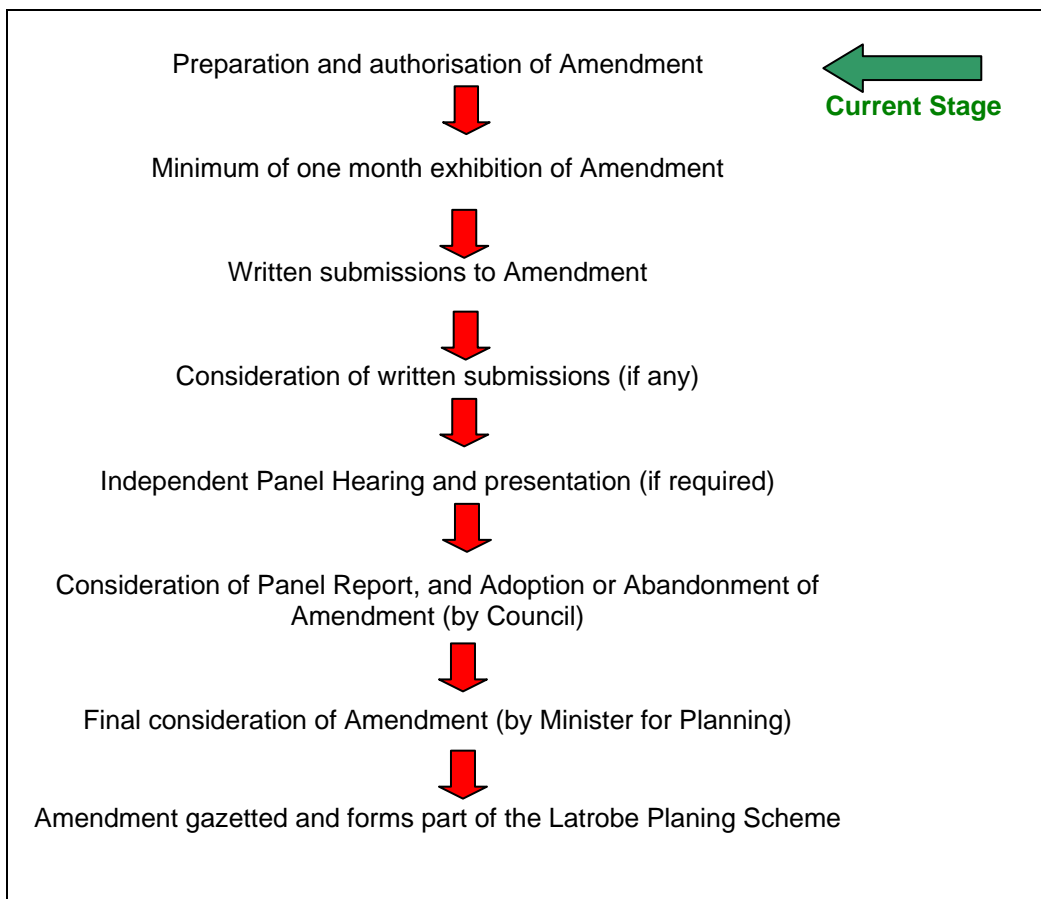 Preparation and authorisation of Amendment
Current Stage
Minimum of one month exhibition of Amendment
Written submissions to Amendment
Consideration of written submissions (if any)
Independent Panel Hearing and presentation (if required)
Consideration of Panel Report, and Adoption or Abandonment of
Amendment (by Council)
Final consideration of Amendment (by Minister for Planning)
Amendment gazetted and forms part of the Latrobe Planing Scheme